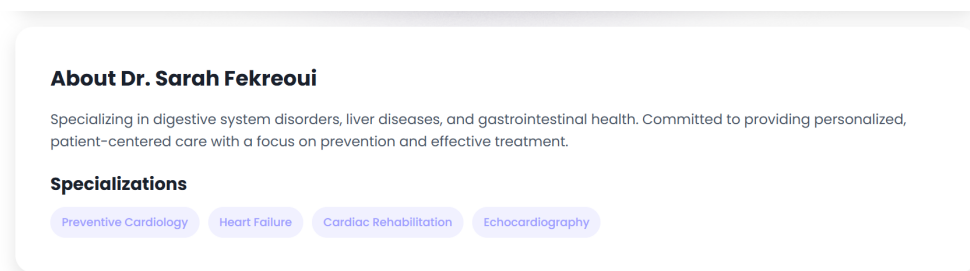 About Dr. Sarah Fekreoui
Specializing in digestive system disorders, liver diseases, and gastrointestinal health. Committed to providing personalized,
patient-centered care with a focus on prevention and effective treatment.
Specializations
Preventive Cardiology Heart Failure Cardiac Rehabilitation Echocardiography